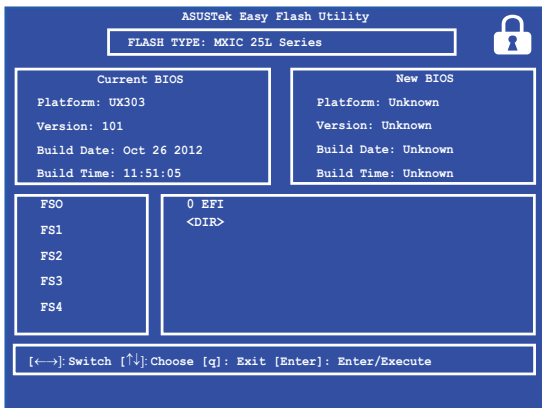 ASUSTek Easy Flash Utility
FLASH TYPE: MXIC 25L Series
Current BIOS
Platform: UX303
Version: 101
Build Date: Oct 26 2012
Build Time: 11:51:05
New BIOS
Platform: Unknown
Version: Unknown
Build Date: Unknown
Build Time: Unknown
FSO
FS1
FS2
FS3
FS4
0 EFI
<DIR>
[←→]: Switch [↑↓]: Choose [q]: Exit [Enter]: Enter/Execute